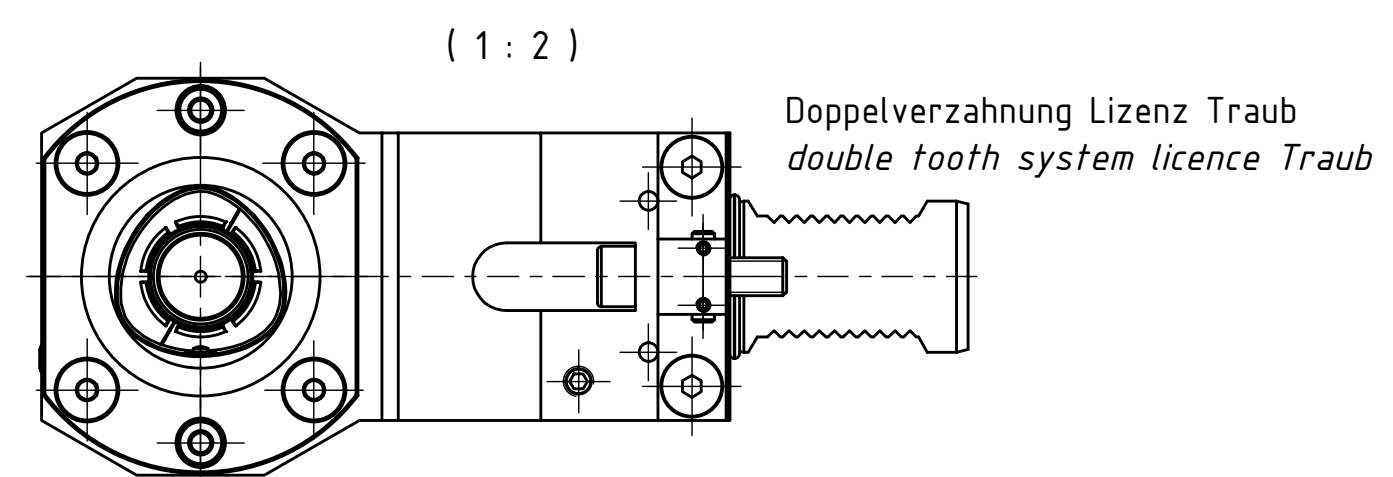 ( 1 : 2 )
Doppelverzahnung Lizenz Traub
double tooth system licence Traub